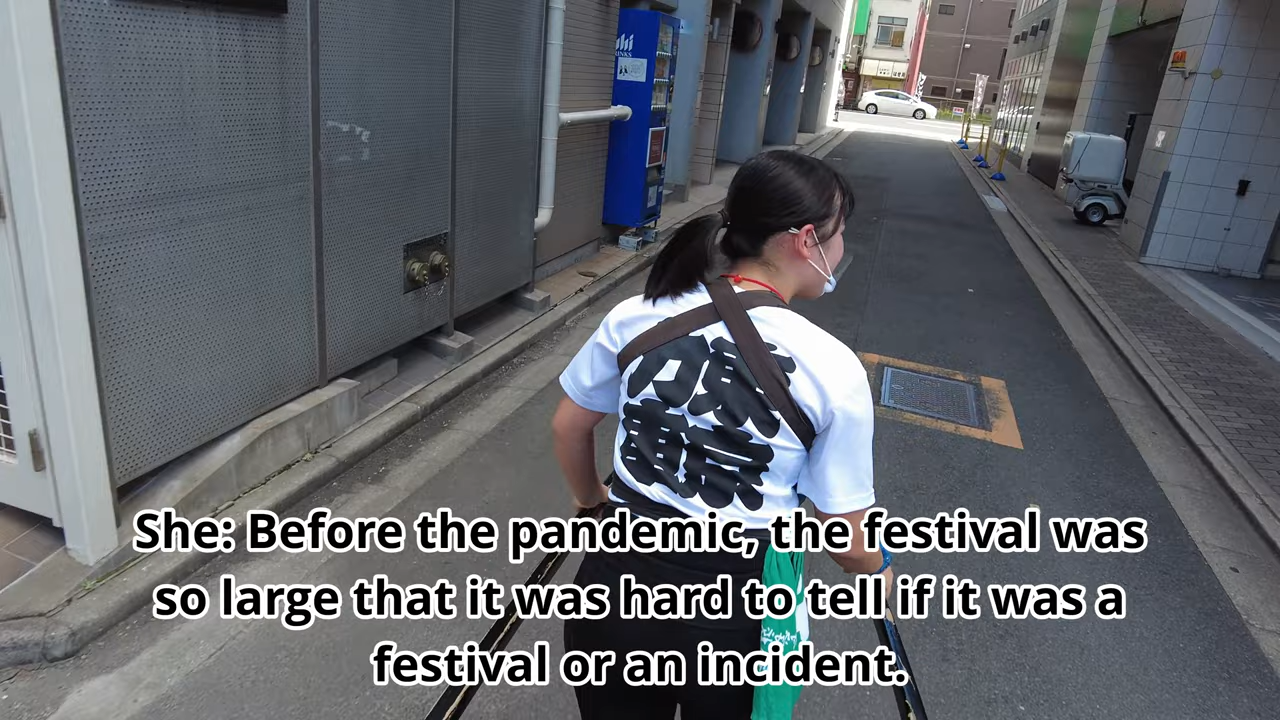 She: Before the pandemic, the festival was
so large that it was hard to tell if it was a
festival or an incident.